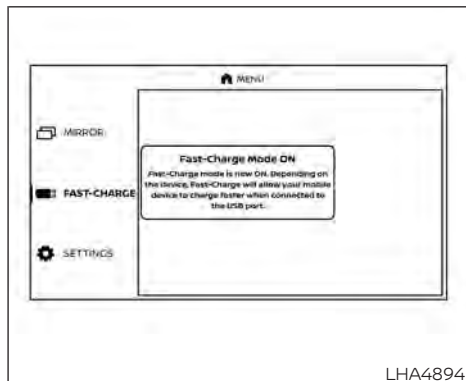 MENU
MIRROR
Fast-Charge Mode ON
Fast-Charge mode is now ON. Depending on
the device, Fast-Charge will allow your mobile
device to charge faster when connected to
the USB port.
FAST-CHARGE
SETTINGS
LHA4894